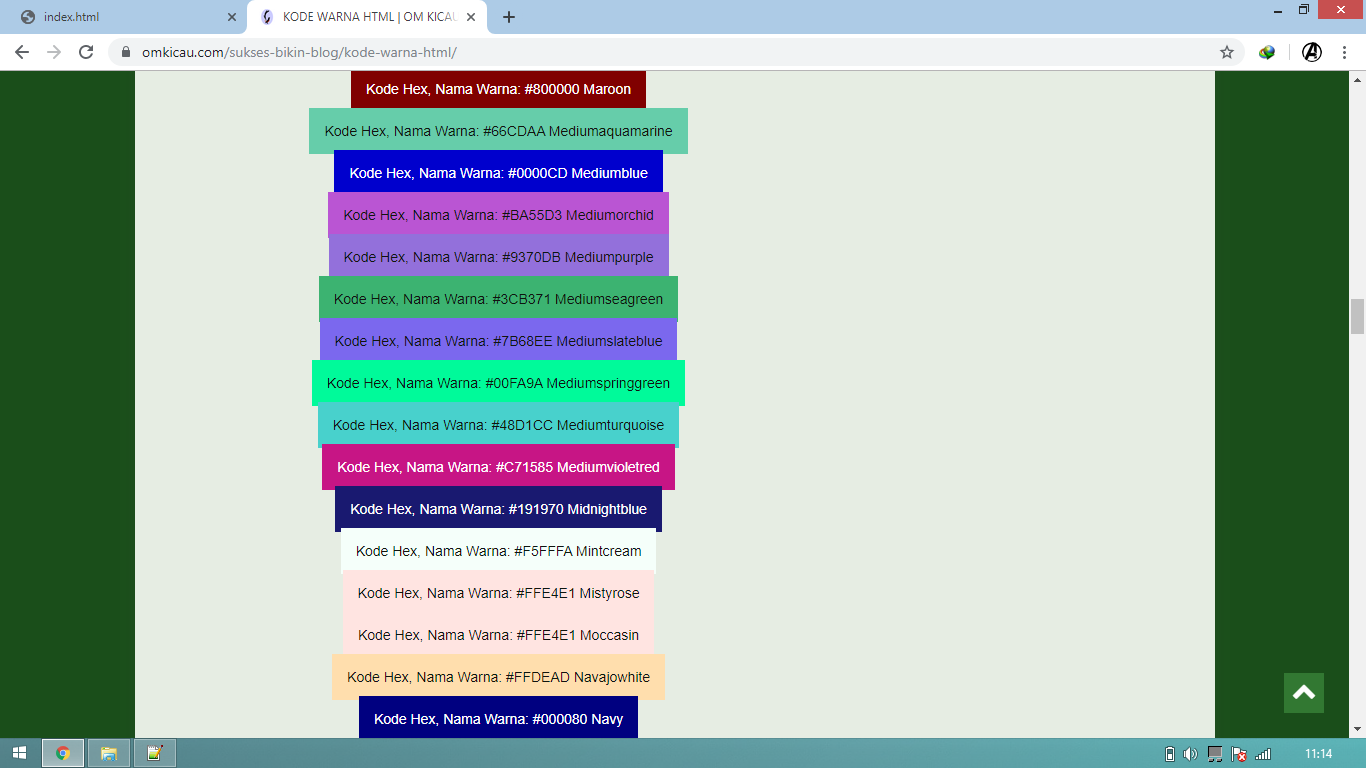 index.html
KODE WARNA HTML | OM KICAU
omkicau.com/sukses-bikin-blog/kode-warna-html/
Kode Hex, Nama Warna: #800000 Maroon
Kode Hex, Nama Warna: #66CDAA Mediumaquamarine
Kode Hex, Nama Warna: #0000CD Mediumblue
Kode Hex, Nama Warna: #BA55D3 Mediumorchid
Kode Hex, Nama Warna: #9370DB Mediumpurple
Kode Hex, Nama Warna: #3CB371 Mediumseagreen
Kode Hex, Nama Warna: #7B68EE Mediumslateblue
Kode Hex, Nama Warna: #00FA9A Mediumspringgreen
Kode Hex, Nama Warna: #48D1CC Mediumturquoise
Kode Hex, Nama Warna: #C71585 Mediumvioletred
Kode Hex, Nama Warna: #191970 Midnightblue
Kode Hex, Nama Warna: #F5FFFA Mintcream
Kode Hex, Nama Warna: #FFE4E1 Mistyrose
Kode Hex, Nama Warna: #FFE4E1 Moccasin
Kode Hex, Nama Warna: #FFDEAD Navajowhite
Kode Hex, Nama Warna: #000080 Navy
11:14